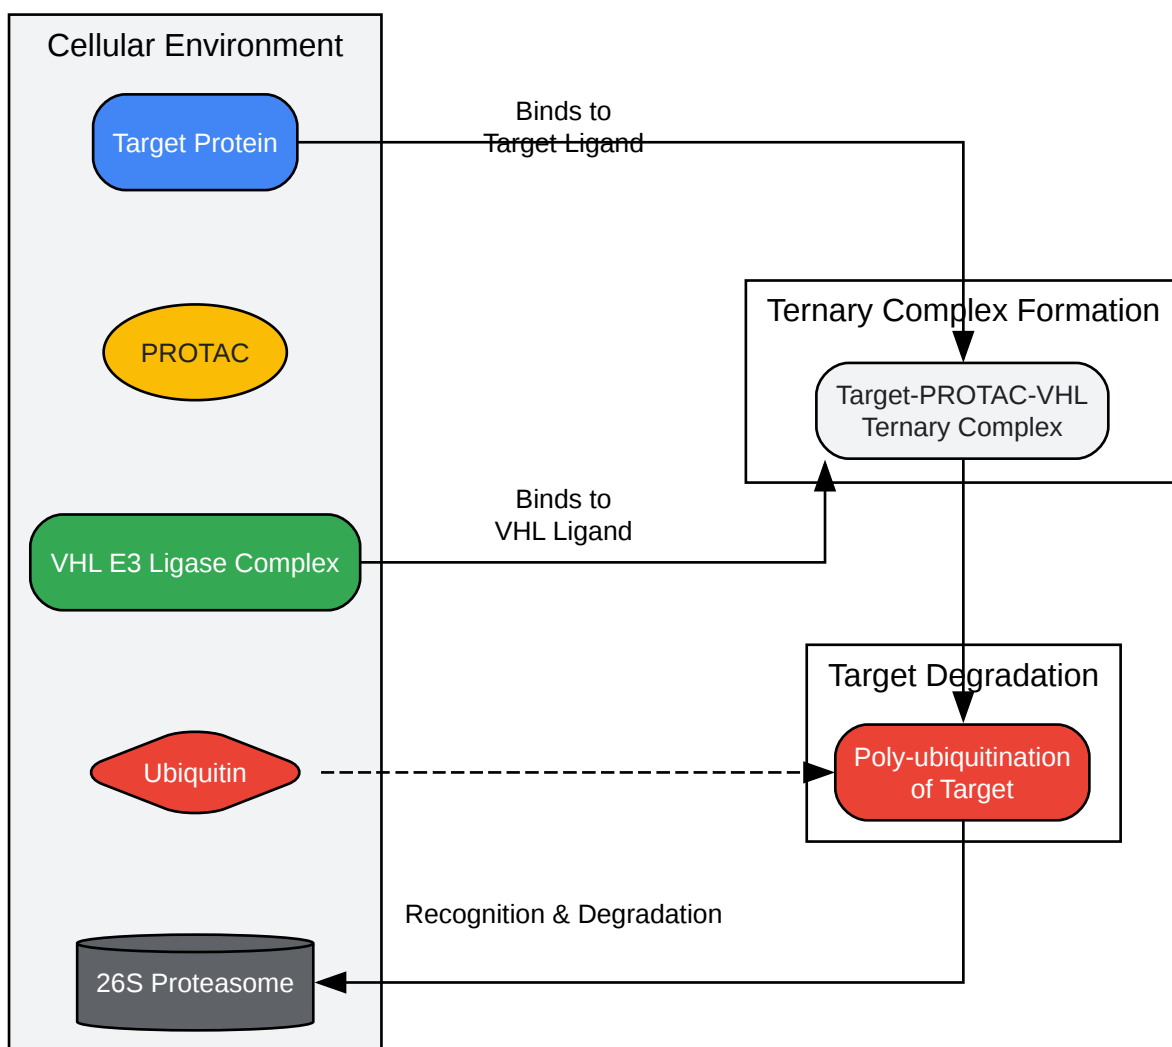 Cellular Environment
Target Protein
Binds to
Target Ligand
PROTAC
Ternary Complex Formation
Target-PROTAC-VHL
Ternary Complex
VHL E3 Ligase Complex
Binds to
VHL Ligand
Target Degradation
Ubiquitin
Poly-ubiquitination
of Target
Recognition & Degradation
26S Proteasome